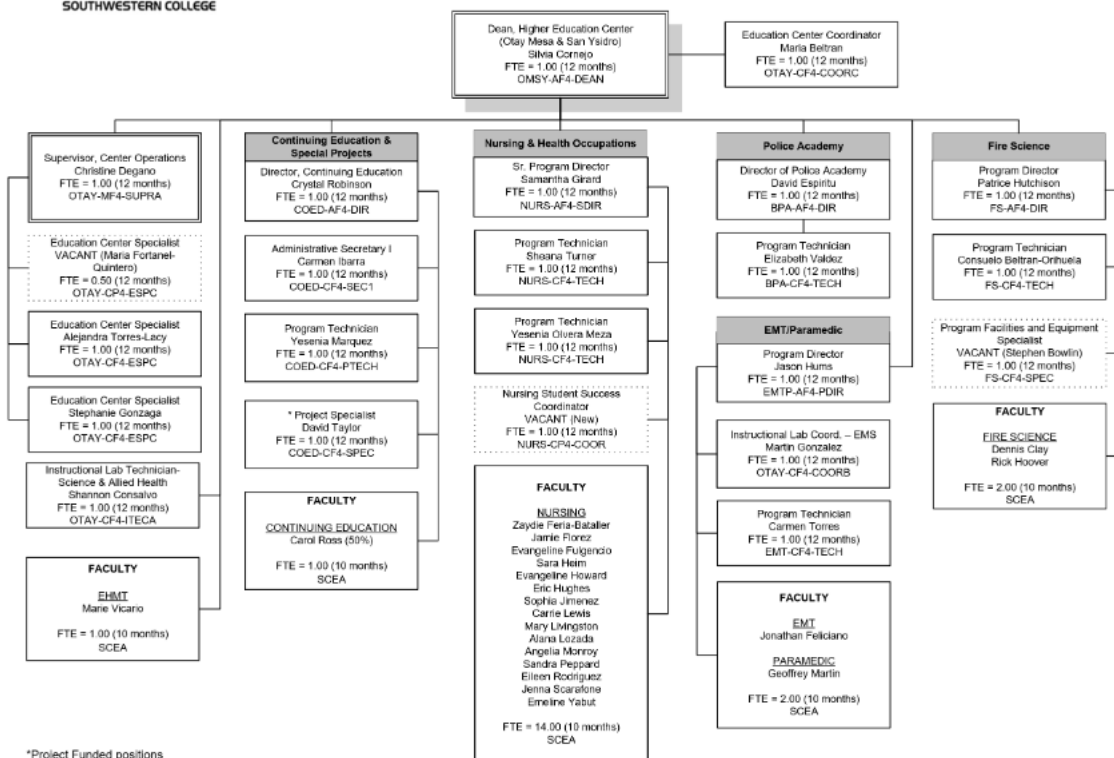 SOUTHWESTERN COLLEGE
Dean, Higher Education Center
(Otay Mesa & San Ysidro)
Silvia Cornejo
FTE = 1.00 (12 months)
OMSY-AF4-DEAN
Education Center Coordinator
Maria Beltran
FTE = 1.00 (12 months)
OTAY-CF4-COORC
Supervisor, Center Operations
Christine Degano
FTE = 1.00 (12 months)
OTAY-MF4-SUPRA
Education Center Specialist
VACANT (Maria Fortanel-
Quintero)
FTE = 0.50 (12 months)
OTAY-CP4-ESPC
Education Center Specialist
Alejandra Torres-Lacy
FTE = 1.00 (12 months)
OTAY-CF4-ESPC
Education Center Specialist
Stephanie Gonzaga
FTE = 1.00 (12 months)
OTAY-CF4-ESPC
Instructional Lab Technician-
Science & Allied Health
Shannon Consalvo
FTE = 1.00 (12 months)
OTAY-CF4-ITECA
FACULTY
EHMT
Marie Vicario
FTE = 1.00 (10 months)
SCEA
Continuing Education &
Special Projects
Director, Continuing Education
Crystal Robinson
FTE = 1.00 (12 months)
COED-AF4-DIR
Administrative Secretary I
Carmen Ibarra
FTE = 1.00 (12 months)
COED-CF4-SEC1
Program Technician
Yesenia Marquez
FTE = 1.00 (12 months)
COED-CF4-PTECH
* Project Specialist
David Taylor
FTE = 1.00 (12 months)
COED-CF4-SPEC
FACULTY
CONTINUING EDUCATION
Carol Ross (50%)
FTE = 1.00 (10 months)
SCEA
Nursing & Health Occupations
Sr. Program Director
Samantha Girard
FTE = 1.00 (12 months)
NURS-AF4-SDIR
Program Technician
Sheana Turner
FTE = 1.00 (12 months)
NURS-CF4-TECH
Program Technician
Yesenia Olvera Meza
FTE = 1.00 (12 months)
NURS-CF4-TECH
Nursing Student Success
Coordinator
VACANT (New)
FTE = 1.00 (12 months)
NURS-CP4-COOR
FACULTY
NURSING
Zaydie Feria-Bataller
Jamie Florez
Evangeline Fulgencio
Sara Heim
Evangeline Howard
Eric Hughes
Sophia Jimenez
Carrie Lewis
Mary Livingston
Alana Lozada
Angelia Monroy
Sandra Peppard
Eileen Rodriguez
Jenna Scarafone
Emeline Yabut
FTE = 14.00 (10 months)
SCEA
Police Academy
Director of Police Academy
David Espiritu
FTE = 1.00 (12 months)
BPA-AF4-DIR
Program Technician
Elizabeth Valdez
FTE = 1.00 (12 months)
BPA-CF4-TECH
EMT/Paramedic
Program Director
Jason Hums
FTE = 1.00 (12 months)
EMTP-AF4-PDIR
Instructional Lab Coord. – EMS
Martin Gonzalez
FTE = 1.00 (12 months)
OTAY-CF4-COORB
Program Technician
Carmen Torres
FTE = 1.00 (12 months)
EMT-CF4-TECH
FACULTY
EMT
Jonathan Feliciano
PARAMEDIC
Geoffrey Martin
FTE = 2.00 (10 months)
SCEA
Fire Science
Program Director
Patrice Hutchison
FTE = 1.00 (12 months)
FS-AF4-DIR
Program Technician
Consuelo Beltran-Orihuela
FTE = 1.00 (12 months)
FS-CF4-TECH
Program Facilities and Equipment
Specialist
VACANT (Stephen Bowlin)
FTE = 1.00 (12 months)
FS-CF4-SPEC
FACULTY
FIRE SCIENCE
Dennis Clay
Rick Hoover
FTE = 2.00 (10 months)
SCEA
*Project Funded positions